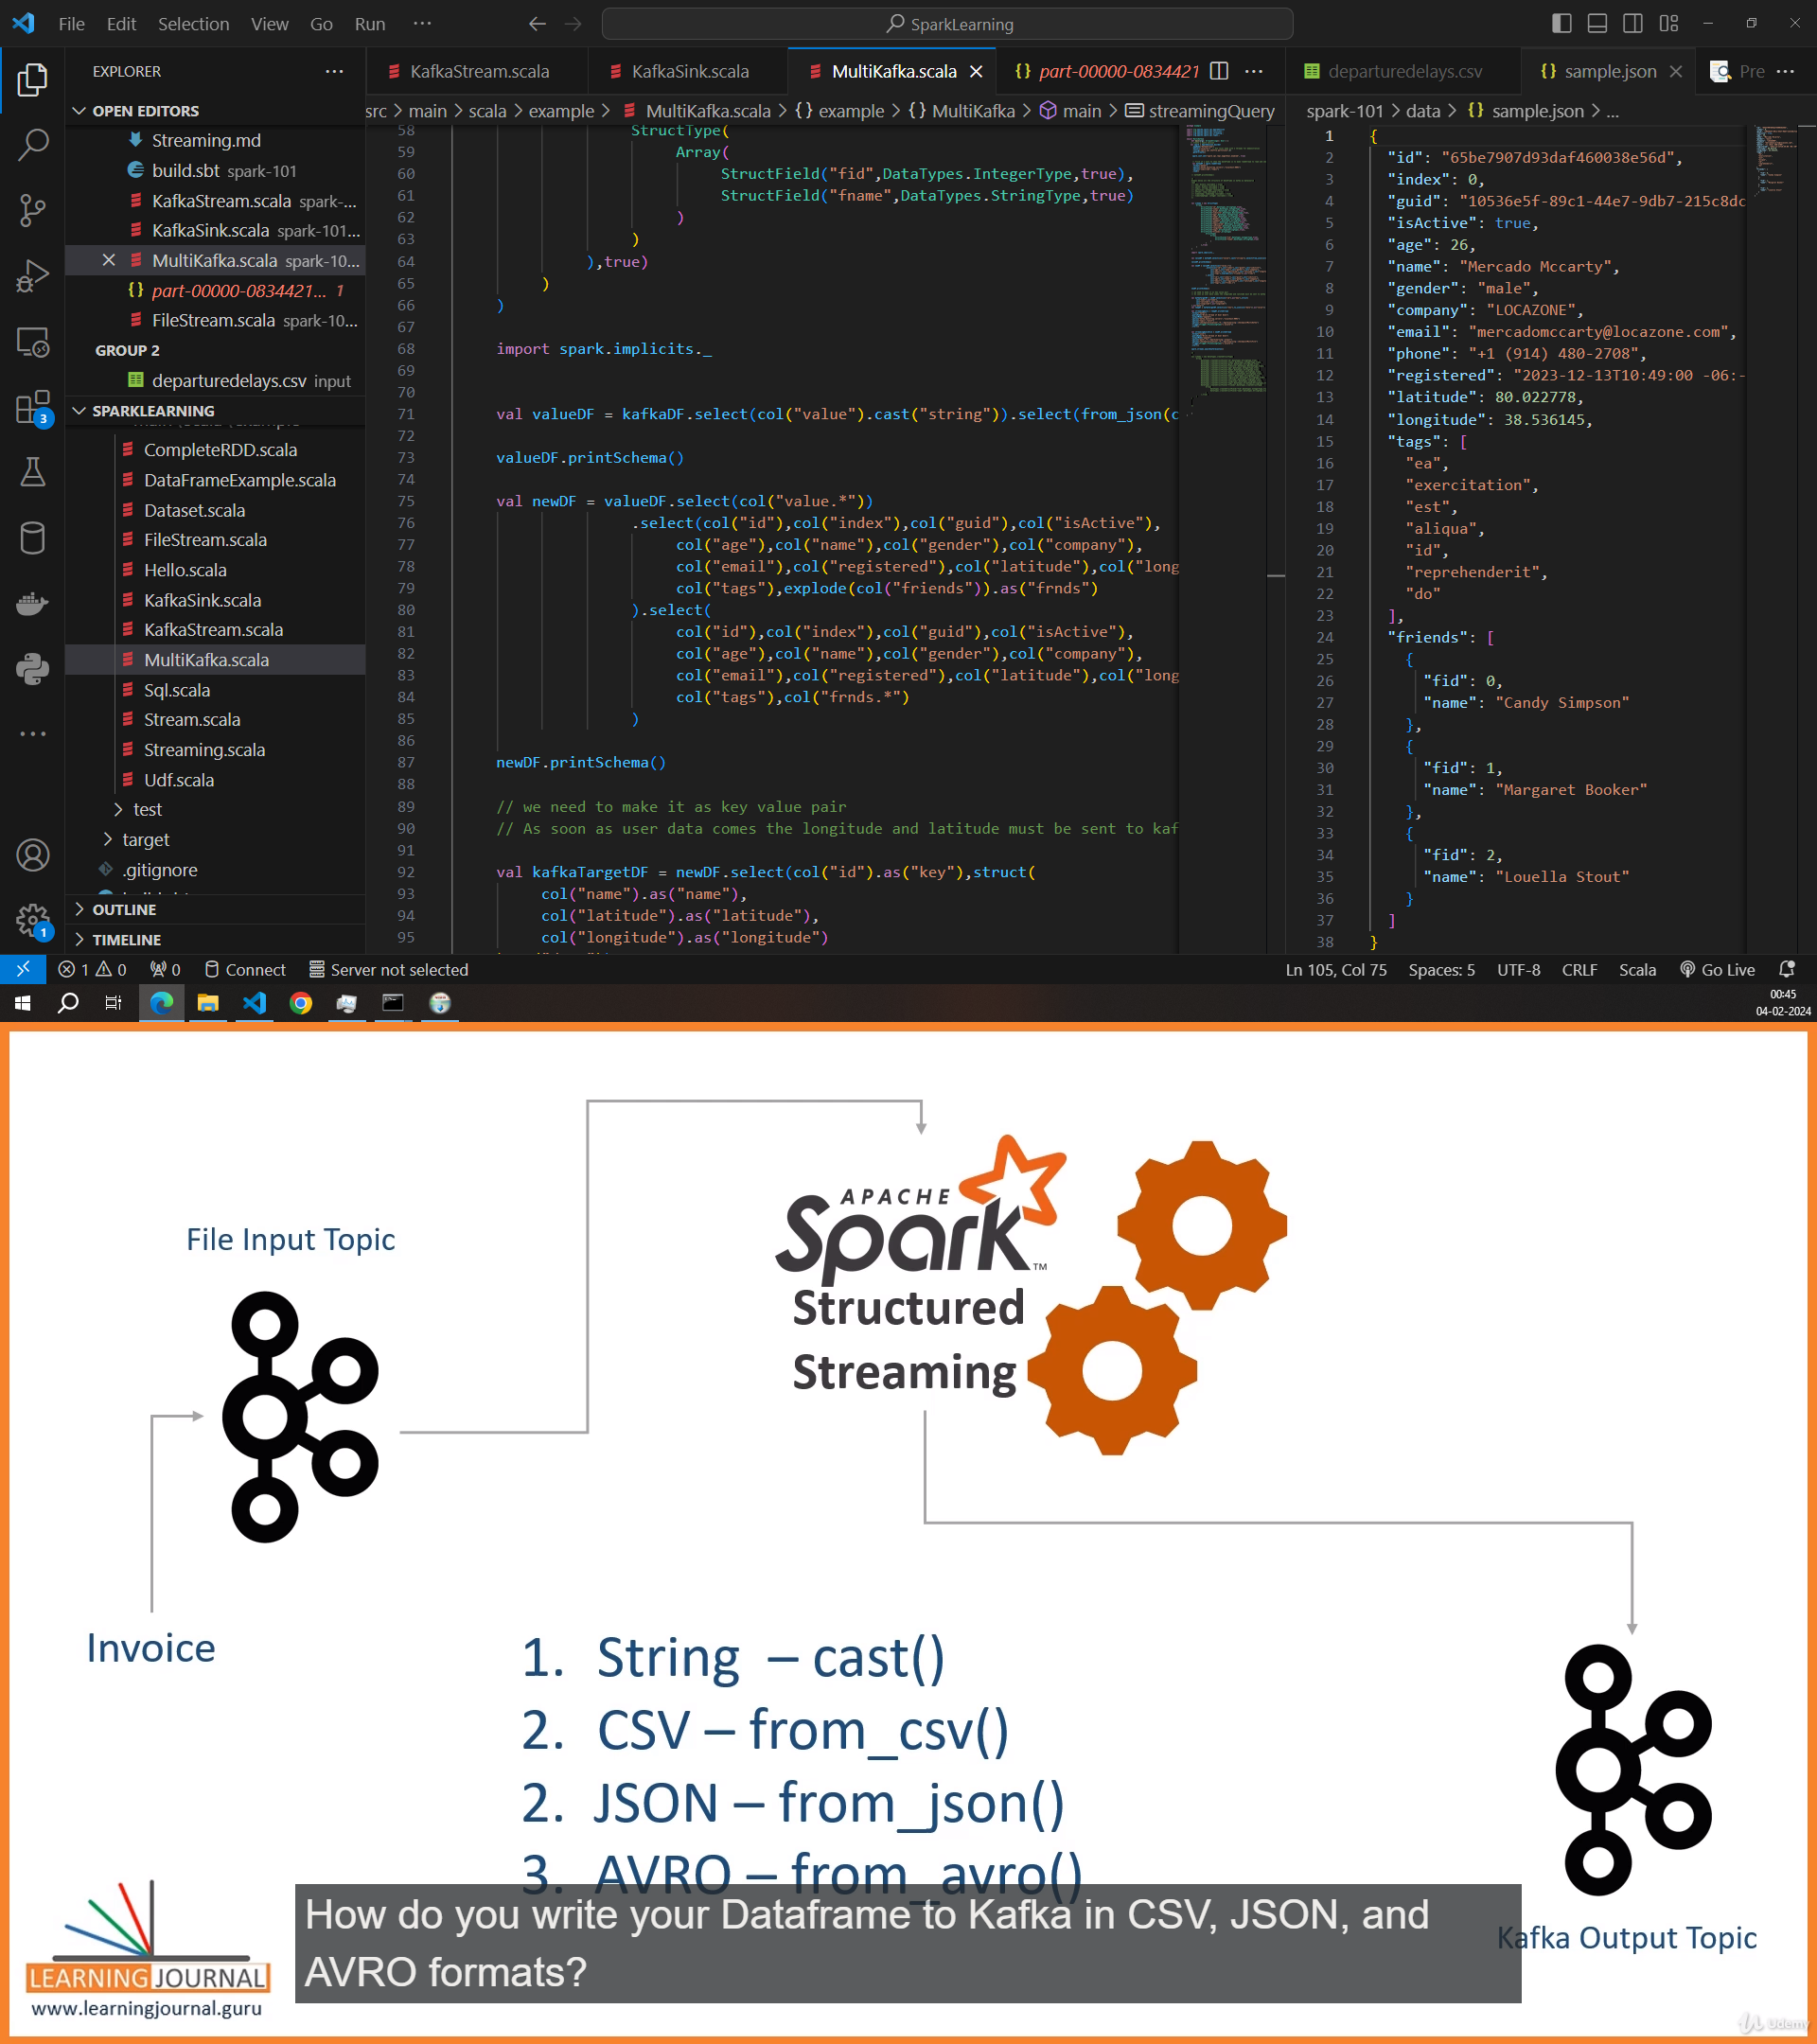 File Edit Selection View Go Run ···
SparkLearning
EXPLORER
OPEN EDITORS
Streaming.md
build.sbt spark-101
KafkaStream.scala spark-...
KafkaSink.scala spark-101...
MultiKafka.scala spark-10...
part-00000-0834421... 1
FileStream.scala spark-10...
GROUP 2
departuredelays.csv input
SPARKLEARNING
CompleteRDD.scala
DataFrameExample.scala
Dataset.scala
FileStream.scala
Hello.scala
KafkaSink.scala
KafkaStream.scala
MultiKafka.scala
Sql.scala
Stream.scala
Streaming.scala
Udf.scala
test
target
.gitignore
OUTLINE
TIMELINE
3
1
KafkaStream.scala KafkaSink.scala MultiKafka.scala part-00000-0834421
src > main > scala > example > MultiKafka.scala > {} example > {} MultiKafka > main > streamingQuery
58 StructType(
59 Array(
60 StructField("fid",DataTypes.IntegerType,true),
61 StructField("fname",DataTypes.StringType,true)
62 )
63 )
64 ),true)
65 )
66 )
67
68 import spark.implicits._
69
70
71 val valueDF = kafkaDF.select(col("value").cast("string")).select(from_json(c
72
73 valueDF.printSchema()
74
75 val newDF = valueDF.select(col("value.*"))
76 .select(col("id"),col("index"),col("guid"),col("isActive"),
77 col("age"),col("name"),col("gender"),col("company"),
78 col("email"),col("registered"),col("latitude"),col("long
79 col("tags"),explode(col("friends")).as("frnds")
80 ).select(
81 col("id"),col("index"),col("guid"),col("isActive"),
82 col("age"),col("name"),col("gender"),col("company"),
83 col("email"),col("registered"),col("latitude"),col("long
84 col("tags"),col("frnds.*")
85 )
86
87 newDF.printSchema()
88
89 // we need to make it as key value pair
90 // As soon as user data comes the longitude and latitude must be sent to kaf
91
92 val kafkaTargetDF = newDF.select(col("id").as("key"),struct(
93 col("name").as("name"),
94 col("latitude").as("latitude"),
95 col("longitude").as("longitude")
departuredelays.csv {} sample.json Pre ···
spark-101 > data > {} sample.json > ...
1 {
2 "id": "65be7907d93daf460038e56d",
3 "index": 0,
4 "guid": "10536e5f-89c1-44e7-9db7-215c8dc
5 "isActive": true,
6 "age": 26,
7 "name": "Mercado Mccarty",
8 "gender": "male",
9 "company": "LOCAZONE",
10 "email": "mercadomccarty@locazone.com",
11 "phone": "+1 (914) 480-2708",
12 "registered": "2023-12-13T10:49:00 -06:-
13 "latitude": 80.022778,
14 "longitude": 38.536145,
15 "tags": [
16 "ea",
17 "exercitation",
18 "est",
19 "aliqua",
20 "id",
21 "reprehenderit",
22 "do"
23 ],
24 "friends": [
25 {
26 "fid": 0,
27 "name": "Candy Simpson"
28 },
29 {
30 "fid": 1,
31 "name": "Margaret Booker"
32 },
33 {
34 "fid": 2,
35 "name": "Louella Stout"
36 }
37 ]
38 }
1 0 0 Connect Server not selected
Ln 105, Col 75 Spaces: 5 UTF-8 CRLF Scala Go Live
00:45
04-02-2024
File Input Topic
APACHE
Spark™
Structured
Streaming
Invoice
1. String – cast()
2. CSV – from_csv()
2. JSON – from_json()
3. AVRO – from_avro()
Kafka Output Topic
How do you write your Dataframe to Kafka in CSV, JSON, and
AVRO formats?
LEARNING JOURNAL
www.learningjournal.guru
Udemy